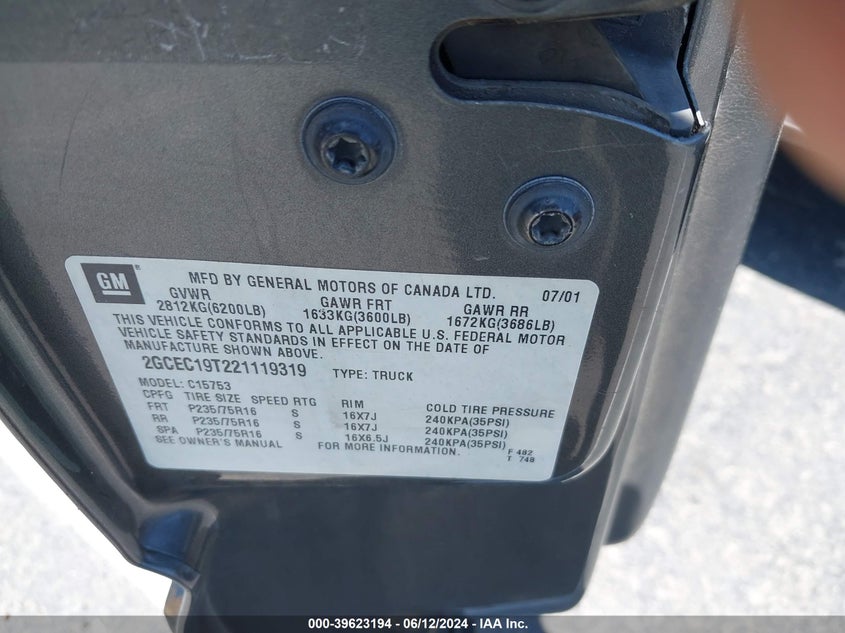 GM ®
MFD BY GENERAL MOTORS OF CANADA LTD. 07/01
GVWR GAWR FRT GAWR RR
2812KG(6200LB) 1633KG(3600LB) 1672KG(3686LB)
THIS VEHICLE CONFORMS TO ALL APPLICABLE U.S. FEDERAL MOTOR
VEHICLE SAFETY STANDARDS IN EFFECT ON THE DATE OF
MANUFACTURE SHOWN ABOVE.
2GCEC19T221119319 TYPE: TRUCK
MODEL: C15753
CPFG TIRE SIZE SPEED RTG RIM COLD TIRE PRESSURE
FRT P235/75R16 S 16X7J 240KPA(35PSI)
RR P235/75R16 S 16X7J 240KPA(35PSI)
SPA P235/75R16 S 16X6.5J 240KPA(35PSI)
SEE OWNER'S MANUAL FOR MORE INFORMATION.
F 482
T 748
000-39623194 - 06/12/2024 - IAA Inc.